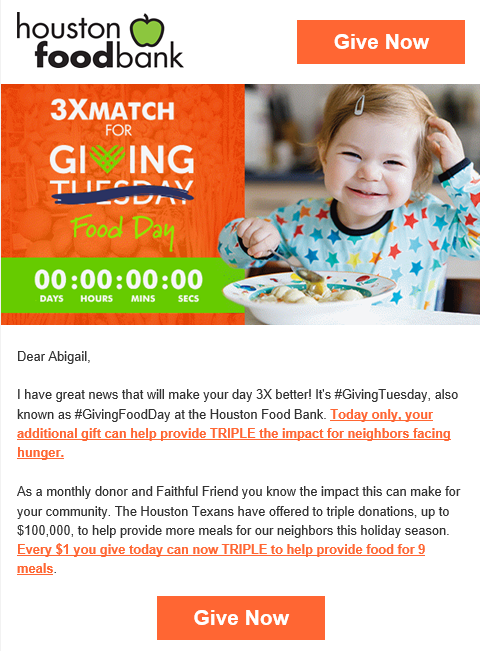 houston
foodbank
Give Now
3XMATCH
FOR
GIVING
TUESDAY
Food Day
00:00:00:00
DAYS HOURS MINS SECS
Dear Abigail,
I have great news that will make your day 3X better! It's #GivingTuesday, also
known as #GivingFoodDay at the Houston Food Bank. Today only, your
additional gift can help provide TRIPLE the impact for neighbors facing
hunger.
As a monthly donor and Faithful Friend you know the impact this can make for
your community. The Houston Texans have offered to triple donations, up to
$100,000, to help provide more meals for our neighbors this holiday season.
Every $1 you give today can now TRIPLE to help provide food for 9
meals.
Give Now